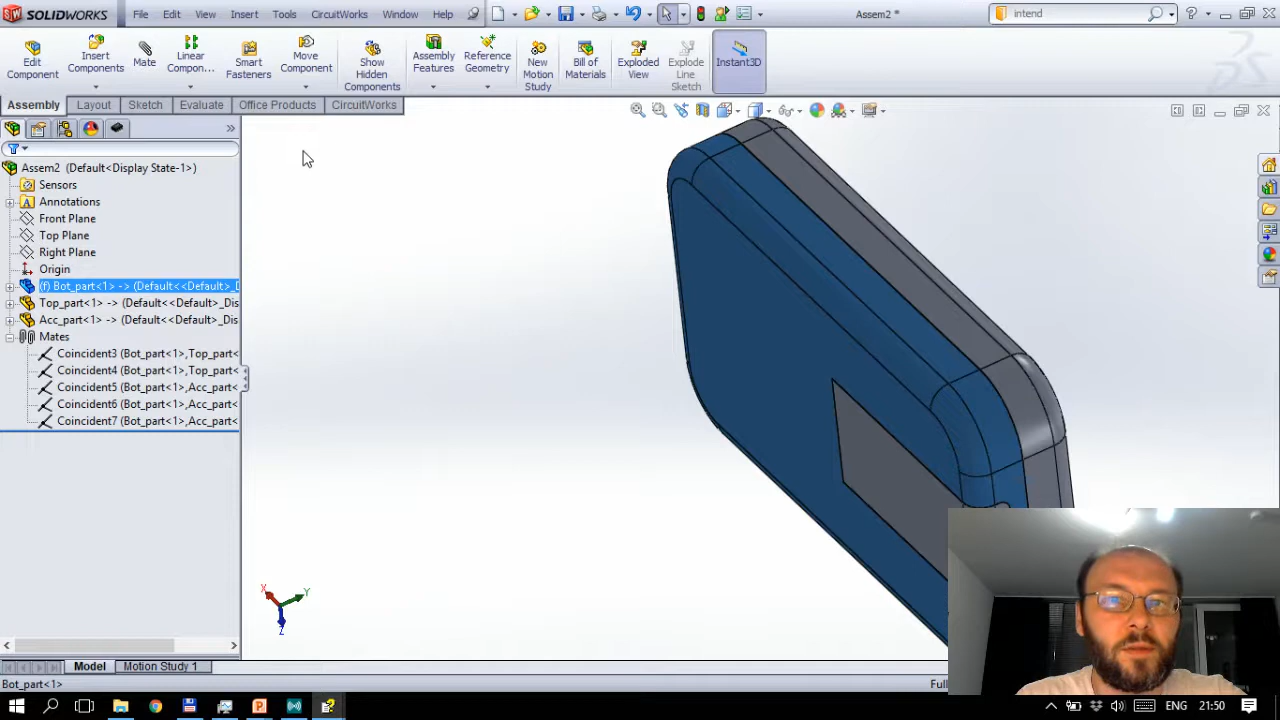 SOLIDWORKS File Edit View Insert Tools CircuitWorks Window Help Assem2 * intend
Edit Component
Insert Components
Mate
Linear Compon...
Smart Fasteners
Move Component
Show Hidden Components
Assembly Features
Reference Geometry
New Motion Study
Bill of Materials
Exploded View
Explode Line Sketch
Instant3D
Assembly Layout Sketch Evaluate Office Products CircuitWorks
Assem2 (Default<Display State-1>)
Sensors
Annotations
Front Plane
Top Plane
Right Plane
Origin
(f) Bot_part<1> -> (Default<<Default>_D
Top_part<1> -> (Default<<Default>_Dis
Acc_part<1> -> (Default<<Default>_Dis
Mates
Coincident3 (Bot_part<1>,Top_part<
Coincident4 (Bot_part<1>,Top_part<
Coincident5 (Bot_part<1>,Acc_part<
Coincident6 (Bot_part<1>,Acc_part<
Coincident7 (Bot_part<1>,Acc_part<
X Y
Z
Model Motion Study 1
Bot_part<1> Full
ENG 21:50